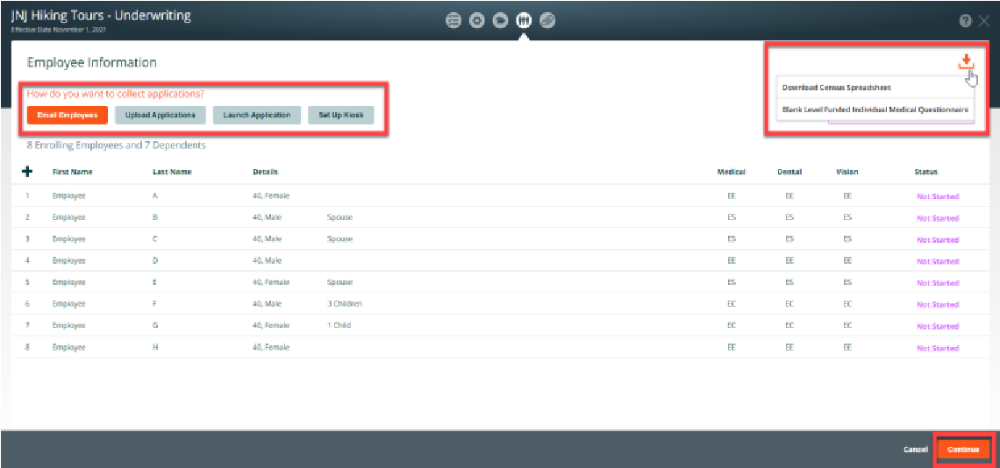 JNJ Hiking Tours - Underwriting
Effective Date November 1, 2021
Employee Information
How do you want to collect applications?
Email Employees Upload Applications Launch Application Set Up Kiosk
Download Census Spreadsheet
Blank Level Funded Individual Medical Questionnaire
8 Enrolling Employees and 7 Dependents
First Name Last Name Details Medical Dental Vision Status
1 Employee A 40, Female EE EE EE Not Started
2 Employee B 40, Male Spouse ES ES ES Not Started
3 Employee C 40, Male Spouse ES ES ES Not Started
4 Employee D 40, Male EE EE EE Not Started
5 Employee E 40, Female Spouse ES ES ES Not Started
6 Employee F 40, Male 3 Children EC EC EC Not Started
7 Employee G 40, Female 1 Child EC EC EC Not Started
8 Employee H 40, Female EE EE EE Not Started
Cancel Continue